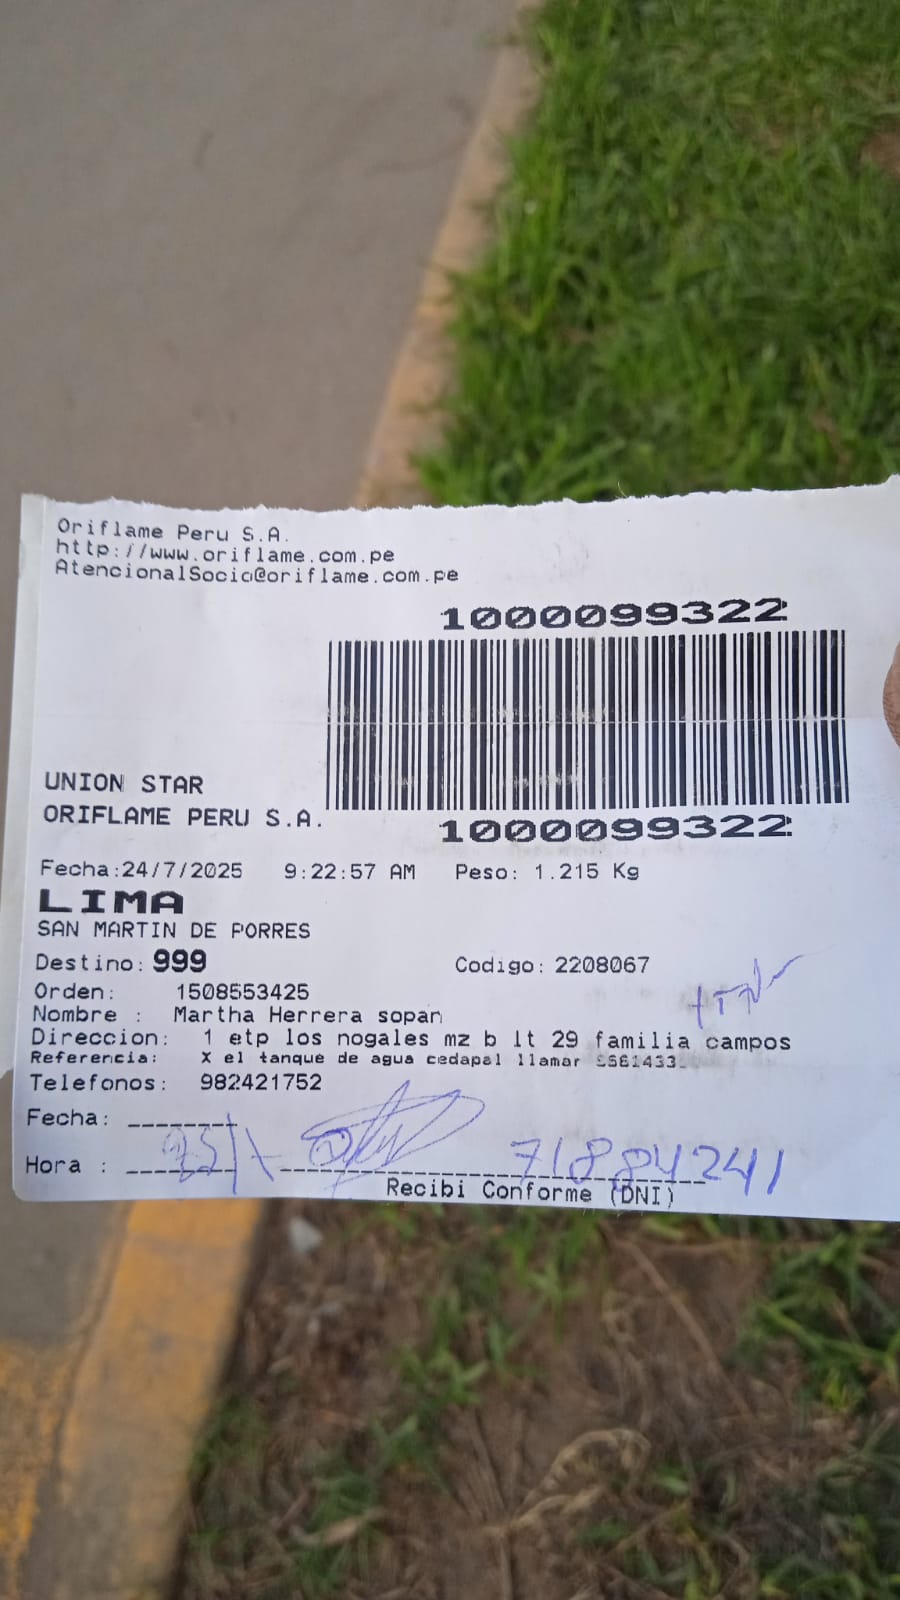 Oriflame Peru S.A.
http://www.oriflame.com.pe
AtencionalSocio@oriflame.com.pe
1000099322
UNION STAR
ORIFLAME PERU S.A.
1000099322
Fecha:24/7/2025 9:22:57 AM Peso: 1.215 Kg
LIMA
SAN MARTIN DE PORRES
Destino: 999 Codigo: 2208067
Orden: 1508553425
Nombre : Martha Herrera sopan
Direccion: 1 etp los nogales mz b lt 29 familia campos
Referencia: X el tanque de agua cedapal llamar
Telefonos: 982421752
Fecha:
Hora : 71884241
Recibi Conforme (DNI)